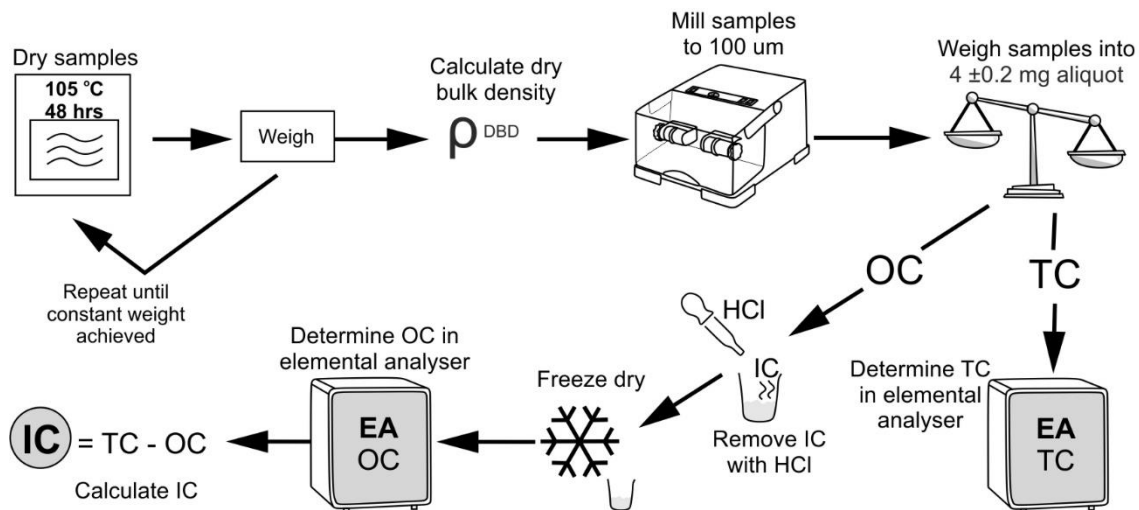 Dry samples
105 °C
48 hrs
Weigh
Repeat until
constant weight
achieved
Calculate dry
bulk density
ρ DBD
Mill samples
to 100 um
Weigh samples into
4 ±0.2 mg aliquot
OC
TC
HCl
IC
Remove IC
with HCl
Determine TC
in elemental
analyser
EA
TC
Freeze dry
Determine OC in
elemental analyser
EA
OC
IC = TC - OC
Calculate IC